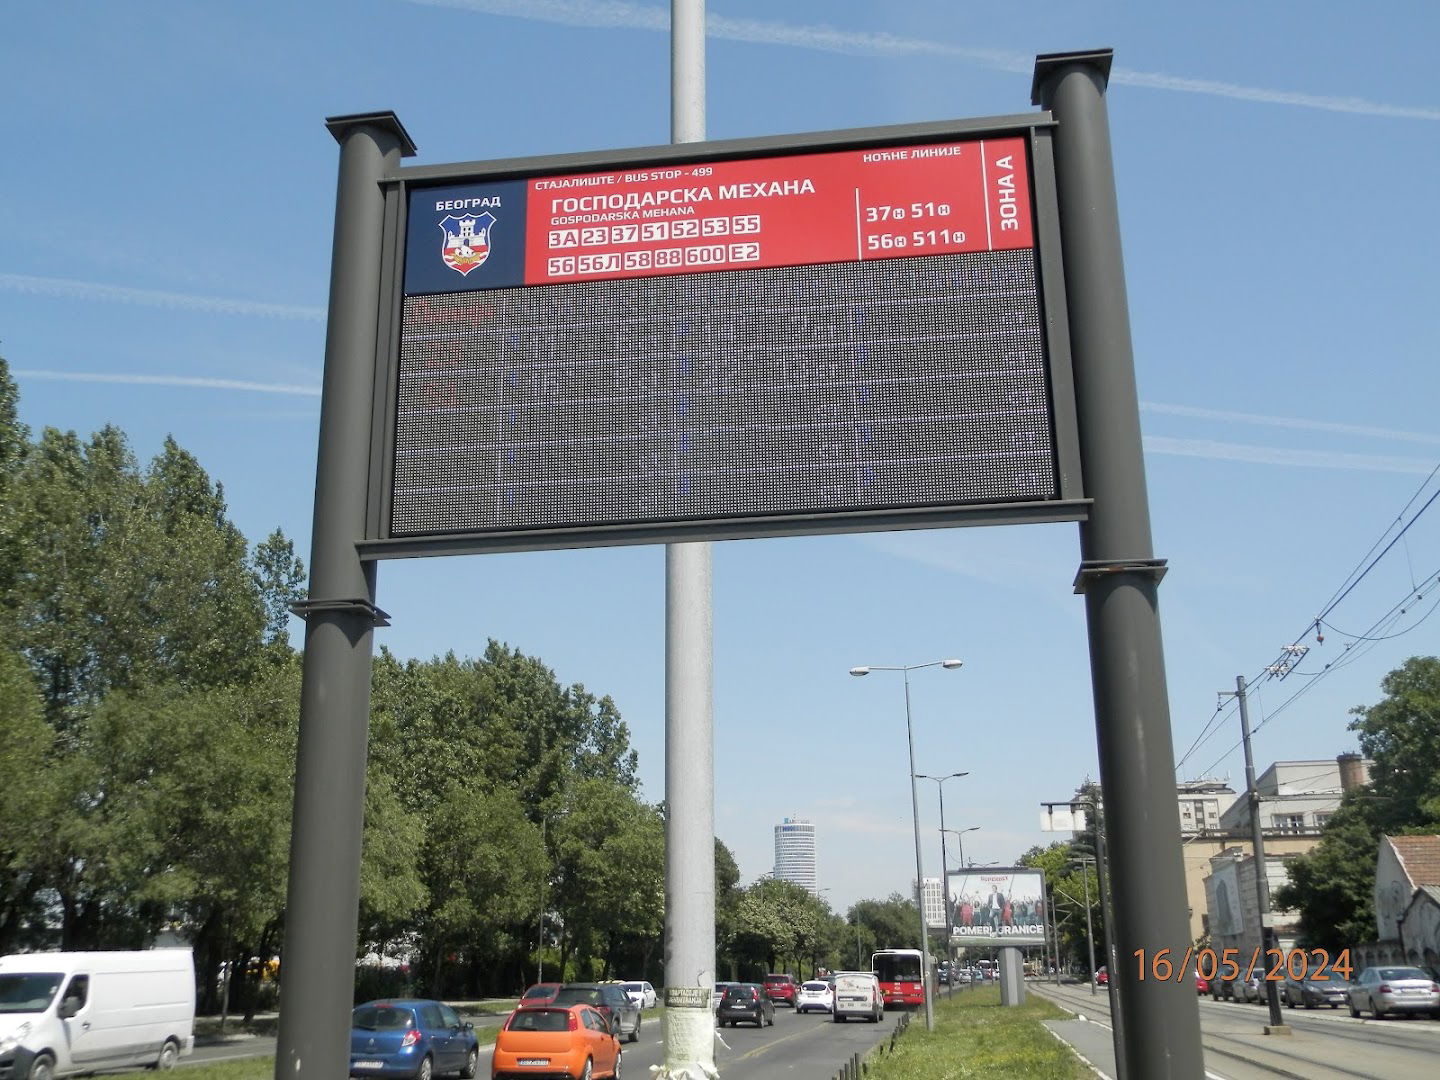 БЕОГРАД
СТАЈАЛИШТЕ / BUS STOP - 499
ГОСПОДАРСКА МЕХАНА
GOSPODARSKA MEHANA
3А 23 37 51 52 53 55
56 56Л 58 88 600 Е2
НОЋНЕ ЛИНИЈЕ
37н 51н
56н 511н
ЗОНА А
POMERI GRANICE
16/05/2024